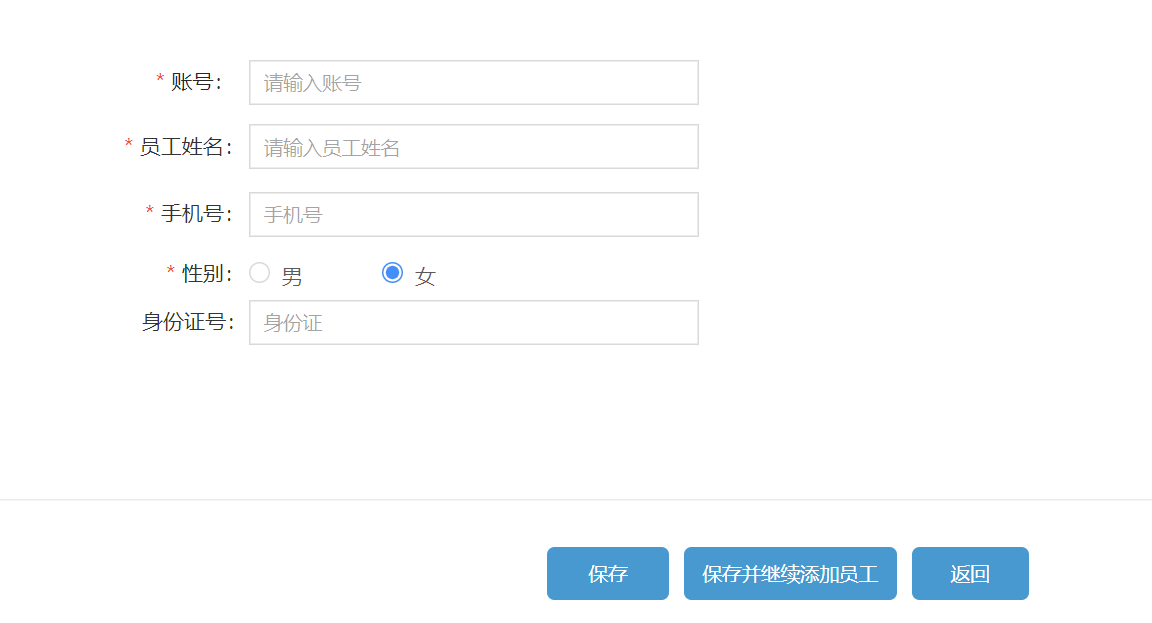 * 账号： 请输入账号
* 员工姓名： 请输入员工姓名
* 手机号： 手机号
* 性别： 男 女
身份证号： 身份证
保存 保存并继续添加员工 返回